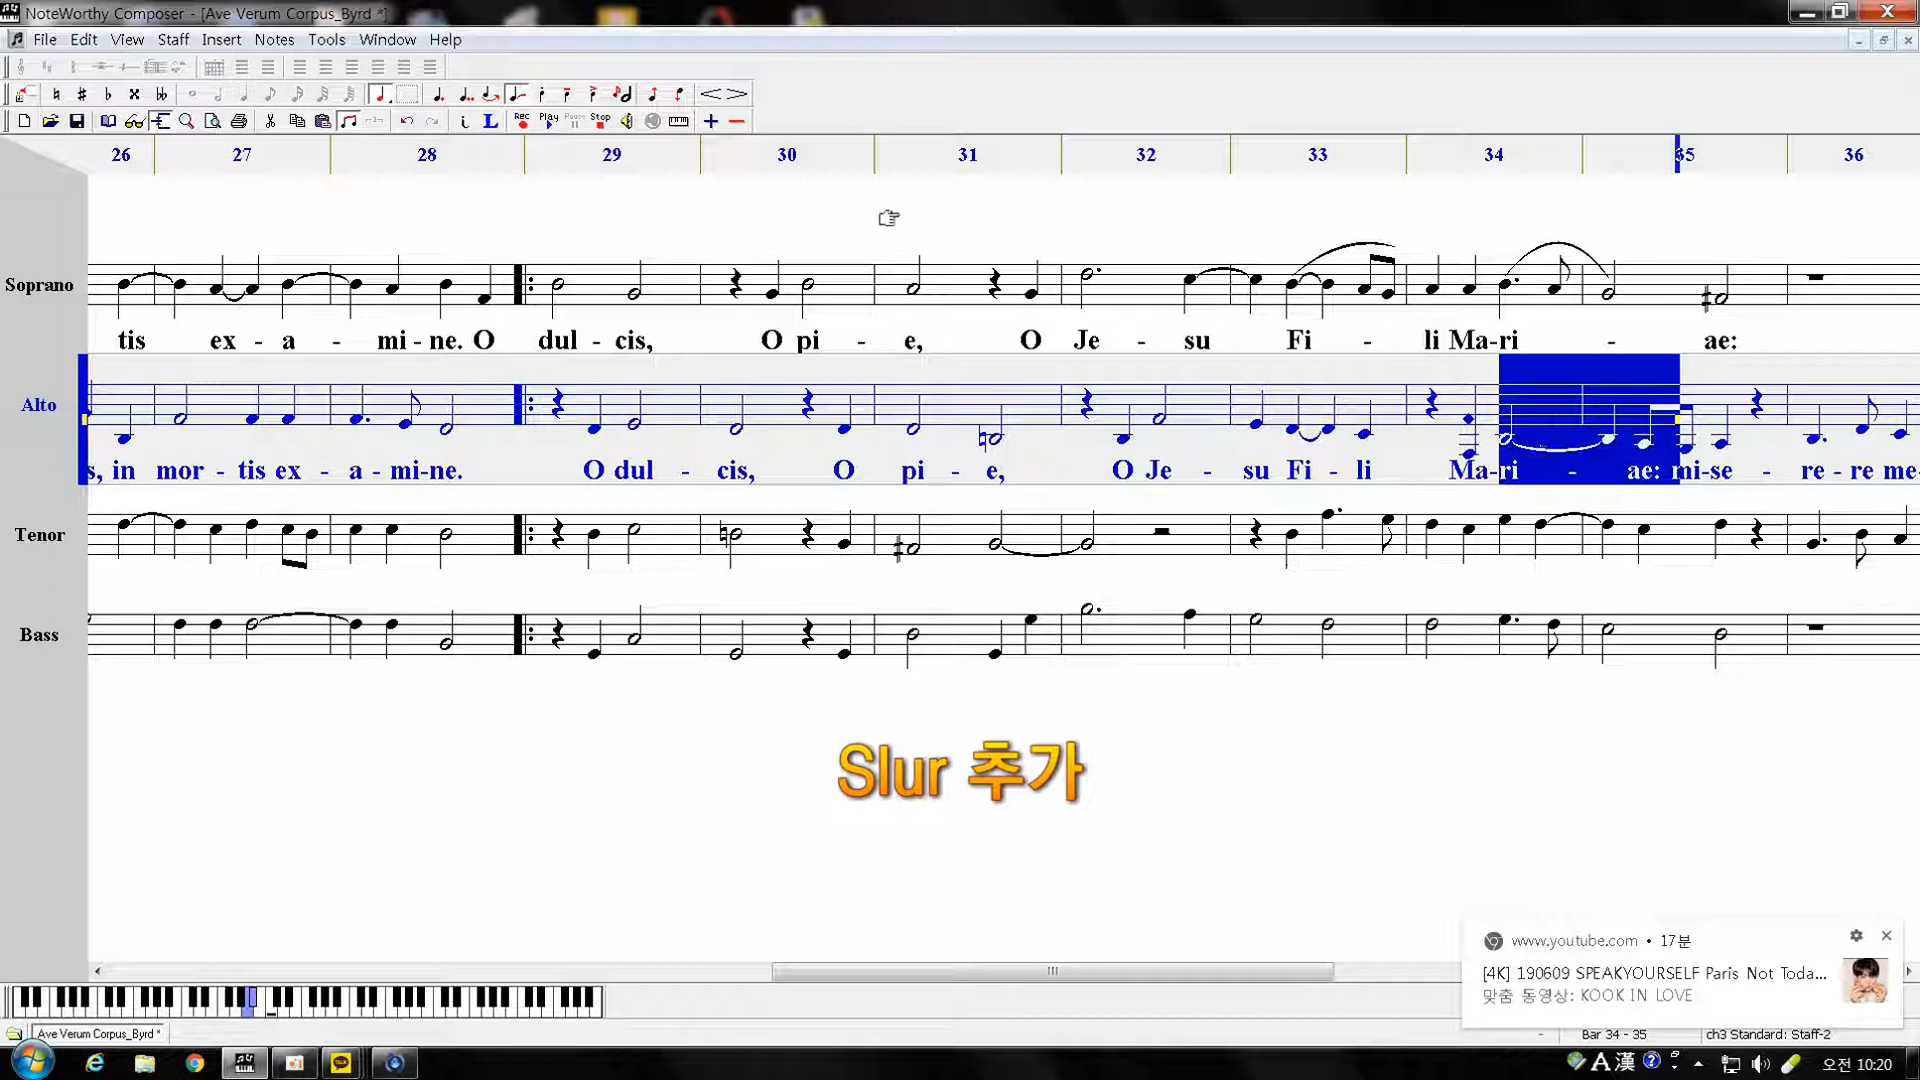 NoteWorthy Composer - [Ave Verum Corpus_Byrd *]
File Edit View Staff Insert Notes Tools Window Help
Rec Play Pause Stop
26 27 28 29 30 31 32 33 34 35 36
Soprano
tis ex - a - mi - ne. O dul - cis, O pi - e, O Je - su Fi - li Ma-ri - ae:
Alto
s, in mor - tis ex - a - mi-ne. O dul - cis, O pi - e, O Je - su Fi - li Ma-ri - ae: mi-se - re - re me-
Tenor
Bass
Slur 추가
www.youtube.com • 17분
[4K] 190609 SPEAKYOURSELF Paris Not Toda...
맞춤 동영상: KOOK IN LOVE
Ave Verum Corpus_Byrd *
- Bar 34 - 35 ch3 Standard: Staff-2
A 漢 오전 10:20